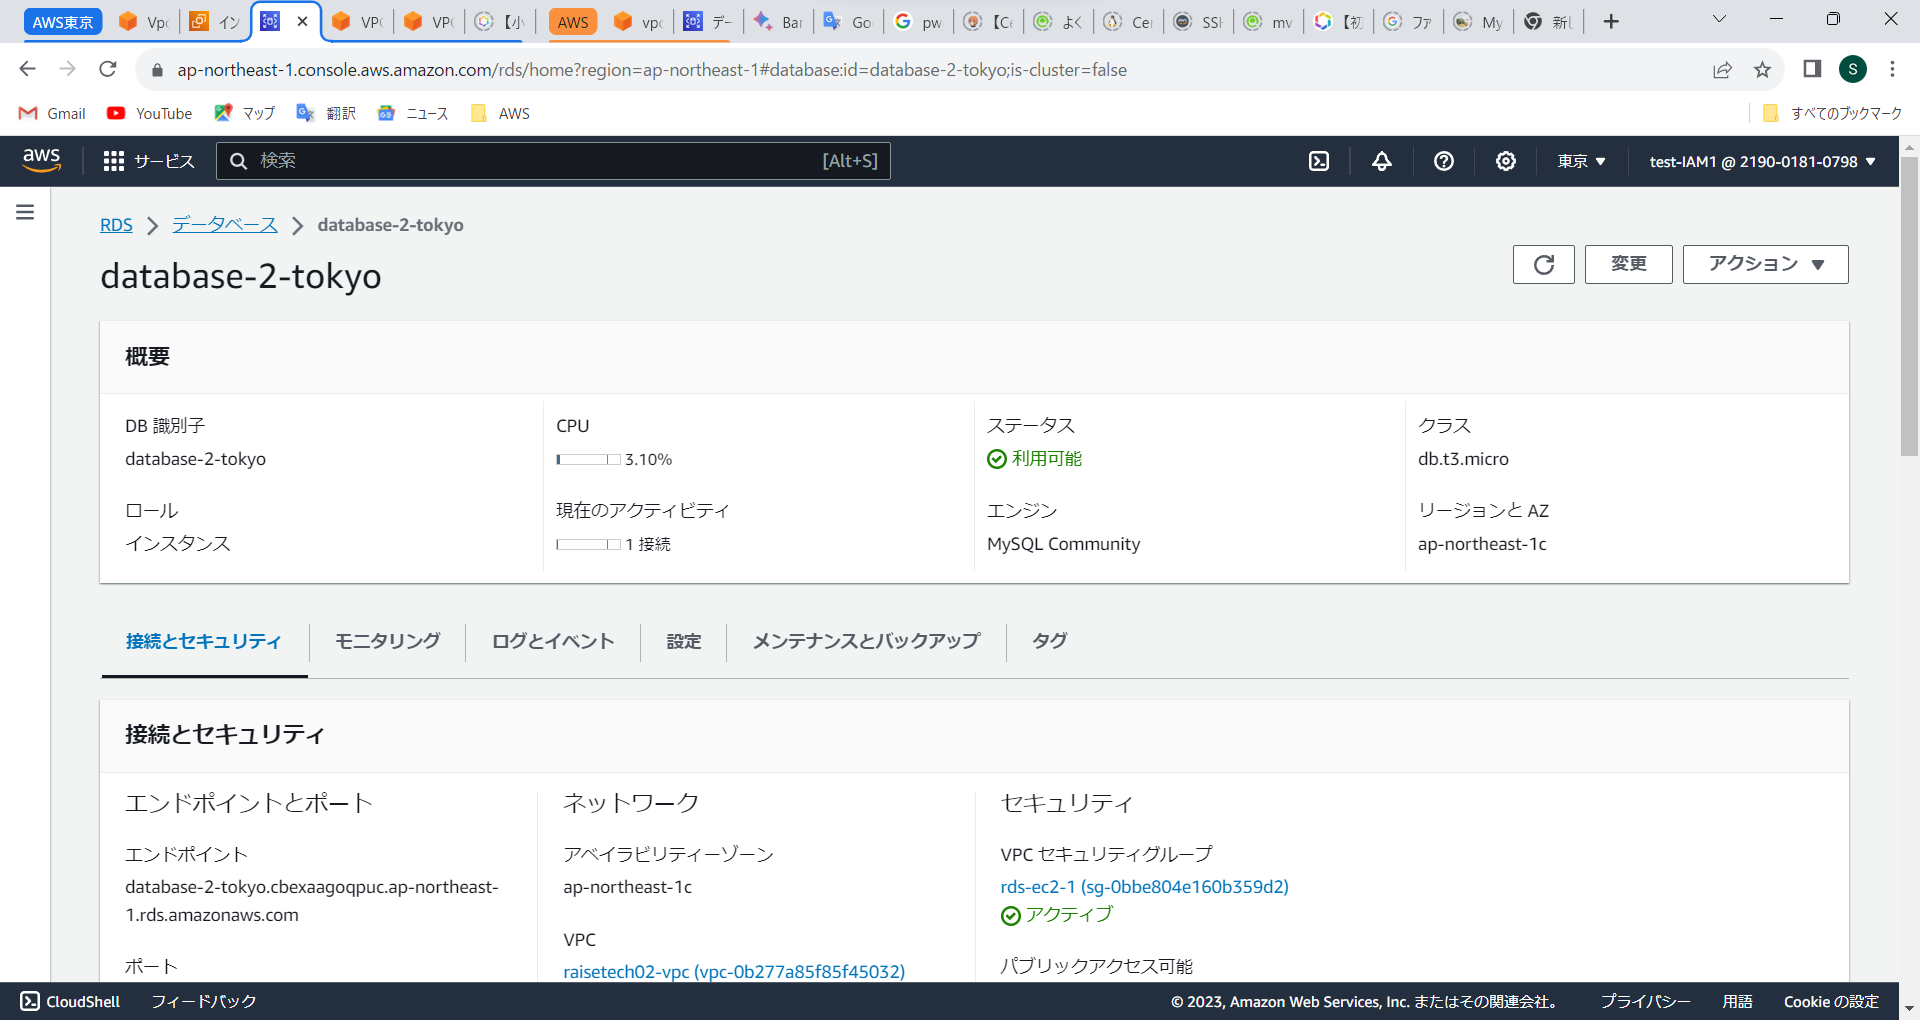 AWS東京
Vpc
イン
VPC
VPC
【小
AWS
vpc
デー
Bar
Goo
pw
【Ce
よく
Cer
SSH
mv
【初
ファ
My
新し
ap-northeast-1.console.aws.amazon.com/rds/home?region=ap-northeast-1#database:id=database-2-tokyo;is-cluster=false
S
Gmail
YouTube
マップ
翻訳
ニュース
AWS
すべてのブックマーク
aws
サービス
検索
[Alt+S]
東京 ▼
test-IAM1 @ 2190-0181-0798 ▼
RDS
データベース
database-2-tokyo
database-2-tokyo
変更
アクション ▼
概要
DB 識別子
CPU
ステータス
クラス
database-2-tokyo
3.10%
利用可能
db.t3.micro
ロール
現在のアクティビティ
エンジン
リージョンと AZ
インスタンス
1 接続
MySQL Community
ap-northeast-1c
接続とセキュリティ
モニタリング
ログとイベント
設定
メンテナンスとバックアップ
タグ
接続とセキュリティ
エンドポイントとポート
エンドポイント
database-2-tokyo.cbexaagoqpuc.ap-northeast-
1.rds.amazonaws.com
ポート
ネットワーク
アベイラビリティーゾーン
ap-northeast-1c
VPC
raisetech02-vpc (vpc-0b277a85f85f45032)
セキュリティ
VPC セキュリティグループ
rds-ec2-1 (sg-0bbe804e160b359d2)
アクティブ
パブリックアクセス可能
CloudShell
フィードバック
© 2023, Amazon Web Services, Inc. またはその関連会社。
プライバシー
用語
Cookie の設定